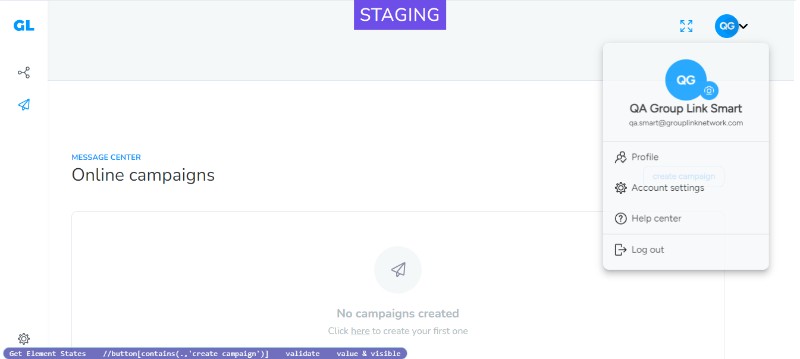 STAGING
GL
QG
QG
QA Group Link Smart
qa.smart@grouplinknetwork.com
MESSAGE CENTER
Online campaigns
Profile
create campaign
Account settings
Help center
Log out
No campaigns created
Click here to create your first one
Get Element States //button[contains(.,'create campaign')] validate value & visible